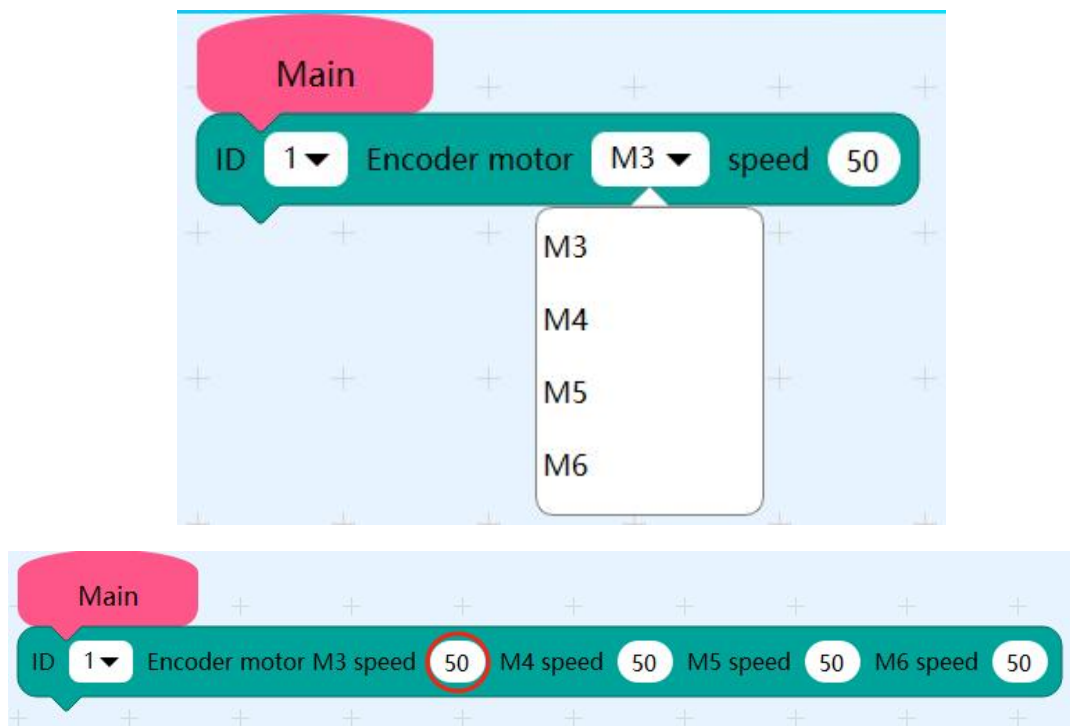 Main
ID 1 Encoder motor M3 speed 50
M3
M4
M5
M6
Main
ID 1 Encoder motor M3 speed 50 M4 speed 50 M5 speed 50 M6 speed 50